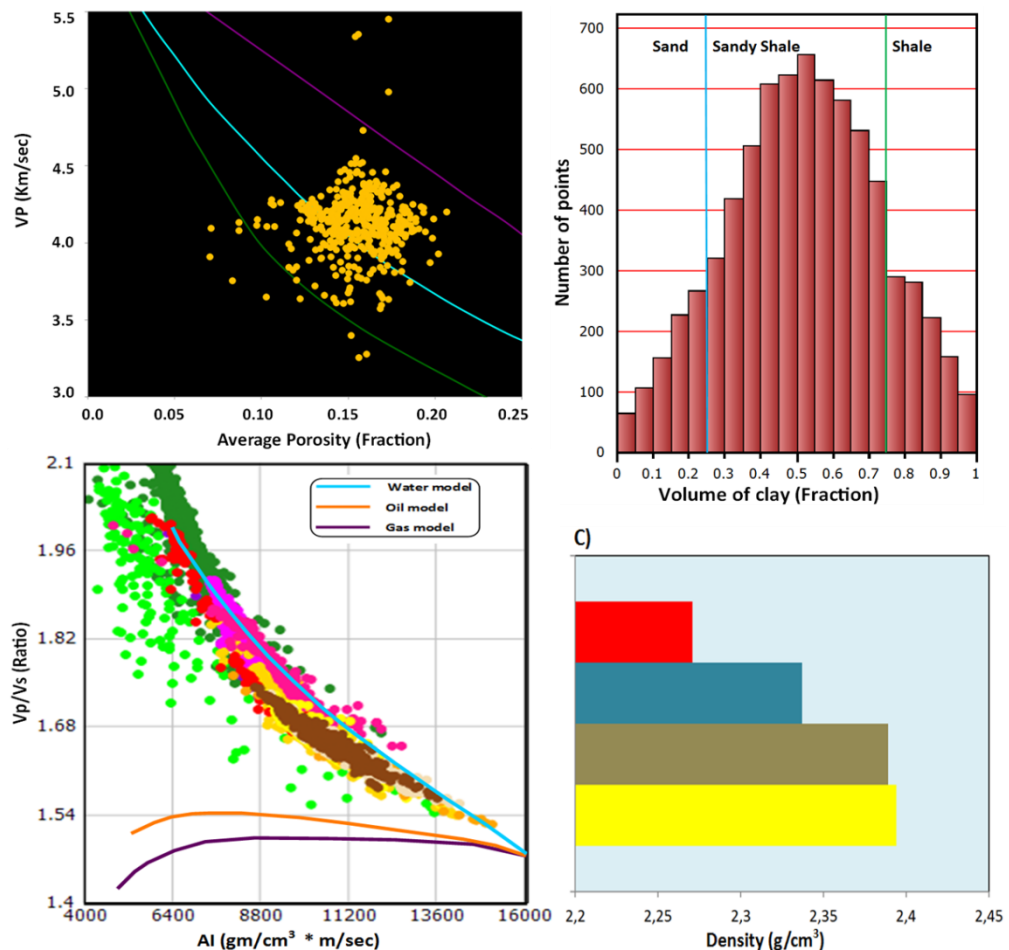 5.5
5.0
4.5
4.0
3.5
3.0
VP (Km/sec)
0.0 0.05 0.10 0.15 0.20 0.25
Average Porosity (Fraction)
700
600
500
400
300
200
100
0
Number of points
Sand Sandy Shale Shale
0 0.1 0.2 0.3 0.4 0.5 0.6 0.7 0.8 0.9 1
Volume of clay (Fraction)
2.1
1.96
1.82
1.68
1.54
1.4
Vp/Vs (Ratio)
Water model
Oil model
Gas model
4000 6400 8800 11200 13600 16000
AI (gm/cm³ * m/sec)
C)
2,2 2,25 2,3 2,35 2,4 2,45
Density (g/cm³)